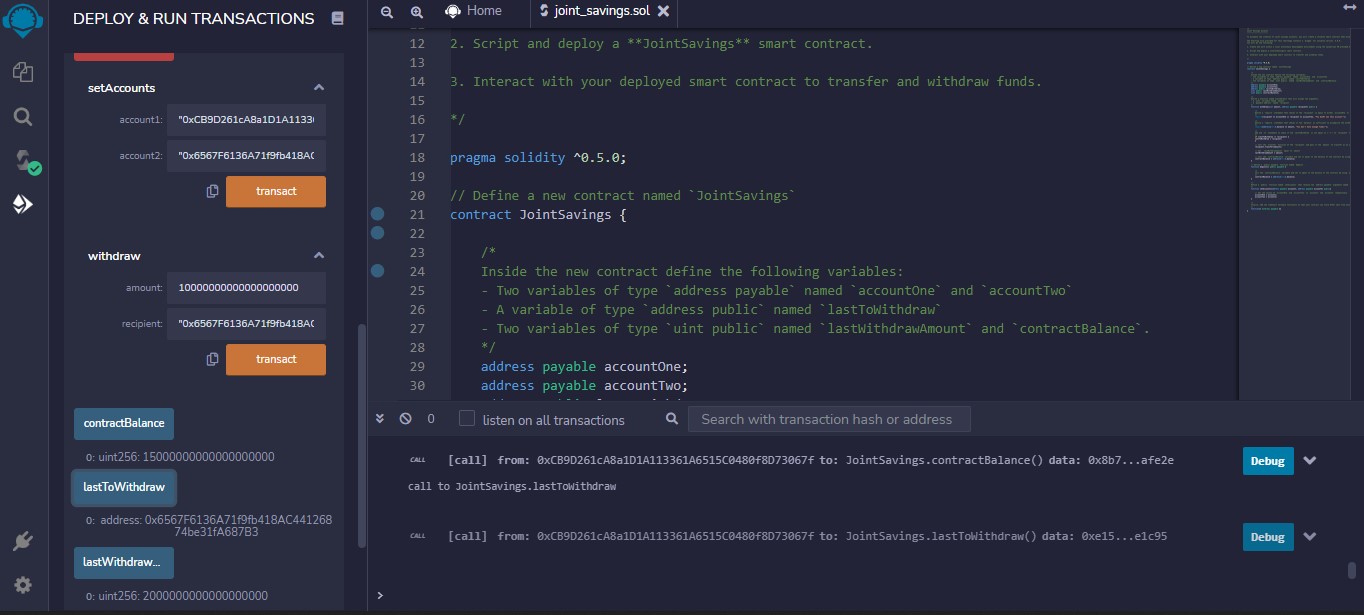 DEPLOY & RUN TRANSACTIONS
setAccounts
account1: "0xCB9D261cA8a1D1A1133
account2: "0x6567F6136A71f9fb418AC
transact
withdraw
amount: 10000000000000000000
recipient: "0x6567F6136A71f9fb418AC
transact
contractBalance
0: uint256: 15000000000000000000
lastToWithdraw
0: address: 0x6567F6136A71f9fb418AC441268
74be31fA687B3
lastWithdraw...
0: uint256: 2000000000000000000
Home
joint_savings.sol
12 2. Script and deploy a **JointSavings** smart contract.
13
14 3. Interact with your deployed smart contract to transfer and withdraw funds.
15
16 */
17
18 pragma solidity ^0.5.0;
19
20 // Define a new contract named `JointSavings`
21 contract JointSavings {
22
23 /*
24 Inside the new contract define the following variables:
25 - Two variables of type `address payable` named `accountOne` and `accountTwo`
26 - A variable of type `address public` named `lastToWithdraw`
27 - Two variables of type `uint public` named `lastWithdrawAmount` and `contractBalance`.
28 */
29 address payable accountOne;
30 address payable accountTwo;
0 listen on all transactions Search with transaction hash or address
CALL [call] from: 0xCB9D261cA8a1D1A113361A6515C0480f8D73067f to: JointSavings.contractBalance() data: 0x8b7...afe2e Debug
call to JointSavings.lastToWithdraw
CALL [call] from: 0xCB9D261cA8a1D1A113361A6515C0480f8D73067f to: JointSavings.lastToWithdraw() data: 0xe15...e1c95 Debug
>